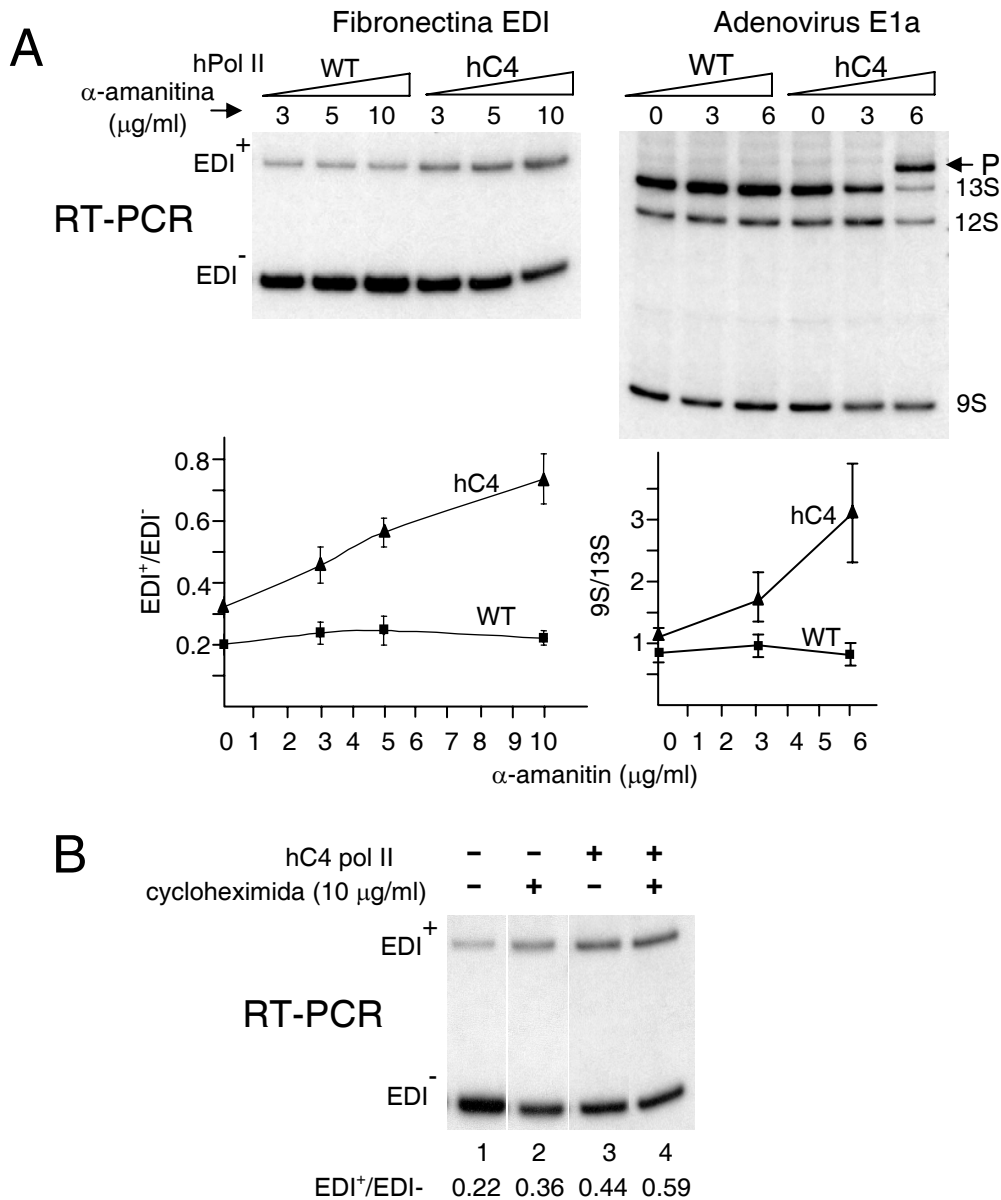 A
Fibronectina EDI
Adenovirus E1a
hPol II WT hC4
WT hC4
α-amanitina
(μg/ml)
3 5 10 3 5 10
0 3 6 0 3 6
EDI+
P
13S
12S
RT-PCR
EDI-
9S
0.8
0.6
0.4
0.2
EDI+/EDI-
hC4
WT
0 1 2 3 4 5 6 7 8 9 10
3
2
1
9S/13S
hC4
WT
0 1 2 3 4 5 6
α-amanitin (μg/ml)
B
hC4 pol II - - + +
cycloheximida (10 μg/ml) - + - +
EDI+
RT-PCR
EDI-
1 2 3 4
EDI+/EDI- 0.22 0.36 0.44 0.59